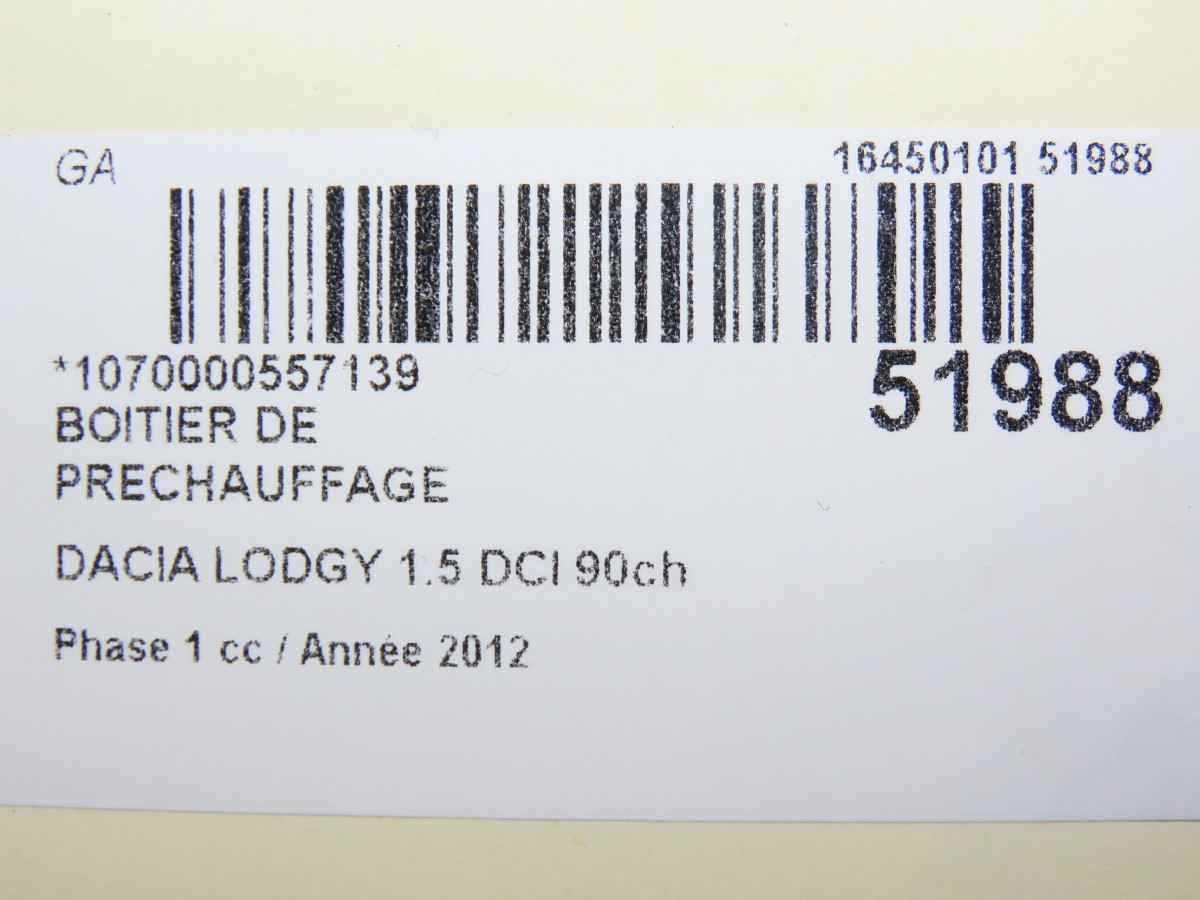 GA
16450101 51988
*1070000557139
51988
BOITIER DE
PRECHAUFFAGE
DACIA LODGY 1.5 DCI 90ch
Phase 1 cc / Année 2012